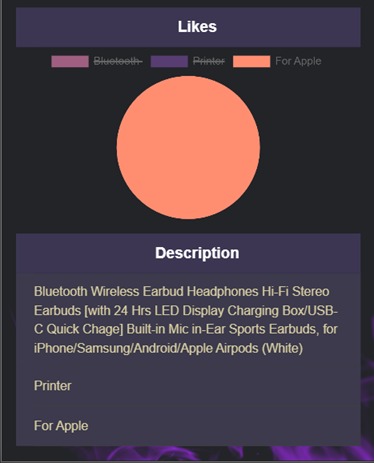 Likes
Bluetooth Printer For Apple
Description
Bluetooth Wireless Earbud Headphones Hi-Fi Stereo
Earbuds [with 24 Hrs LED Display Charging Box/USB-
C Quick Chage] Built-in Mic in-Ear Sports Earbuds, for
iPhone/Samsung/Android/Apple Airpods (White)
Printer
For Apple